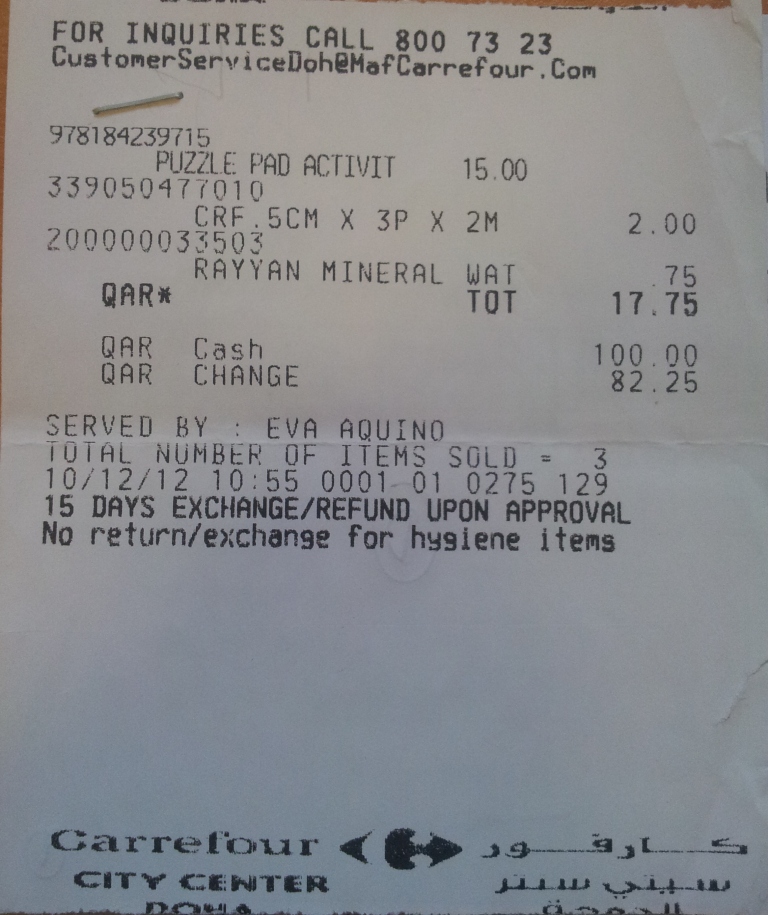 FOR INQUIRIES CALL 800 73 23
CustomerServiceDoh@MafCarrefour.Com
978184239715
PUZZLE PAD ACTIVIT 15.00
339050477010
CRF.5CM X 3P X 2M 2.00
200000033503
RAYYAN MINERAL WAT .75
QAR* TOT 17.75
QAR Cash 100.00
QAR CHANGE 82.25
SERVED BY : EVA AQUINO
TOTAL NUMBER OF ITEMS SOLD = 3
10/12/12 10:55 0001 01 0275 129
15 DAYS EXCHANGE/REFUND UPON APPROVAL
No return/exchange for hygiene items
Carrefour كارفور
CITY CENTER سيتي سنتر
DOHA الدوحة